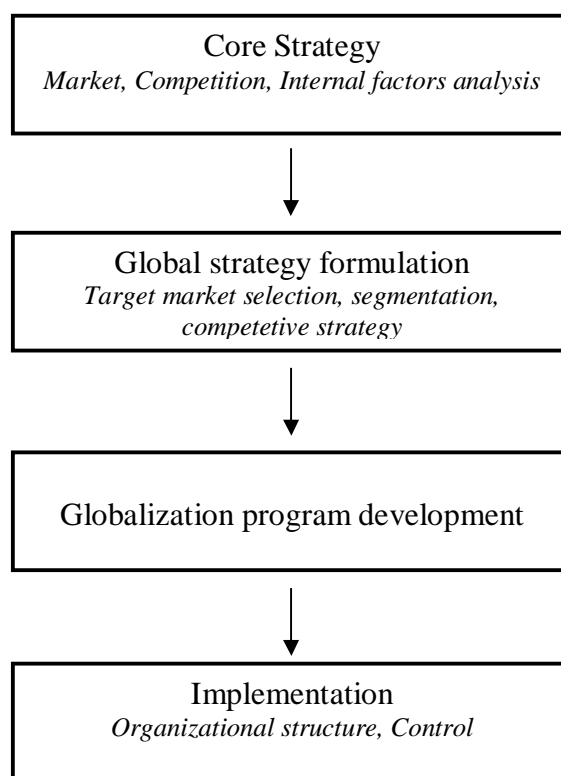 Core Strategy
Market, Competition, Internal factors analysis
Global strategy formulation
Target market selection, segmentation,
competetive strategy
Globalization program development
Implementation
Organizational structure, Control